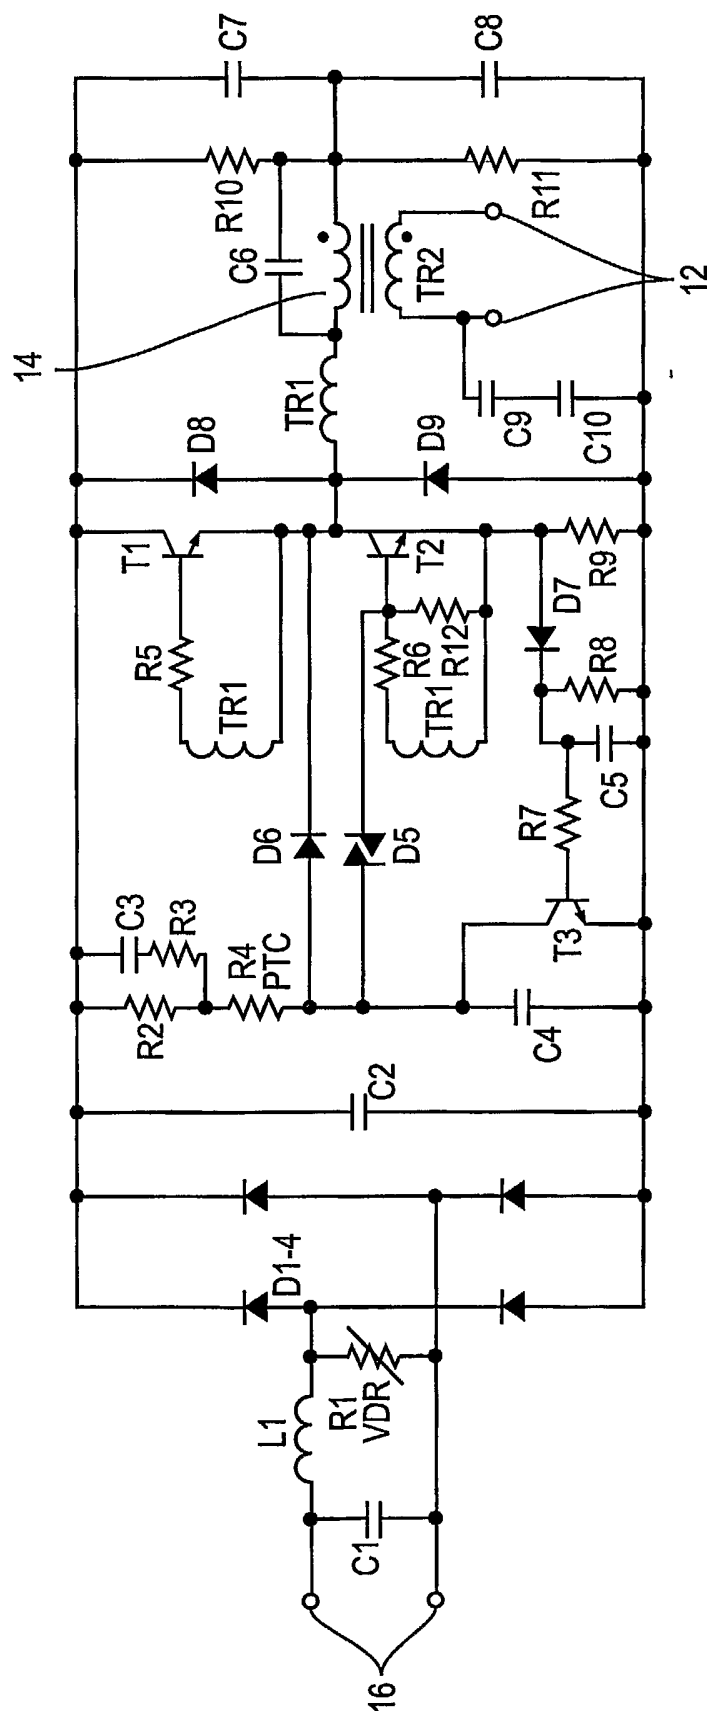 C7
C8
R10
R11
C6
TR2
12
14
TR1
C9
C10
D8
D9
T1
T2
R9
R5
TR1
R6
R12
TR1
D7
R8
C5
D6
D5
R7
C3
R3
T3
R2
R4
PTC
C4
C2
D1-4
L1
R1
VDR
C1
16